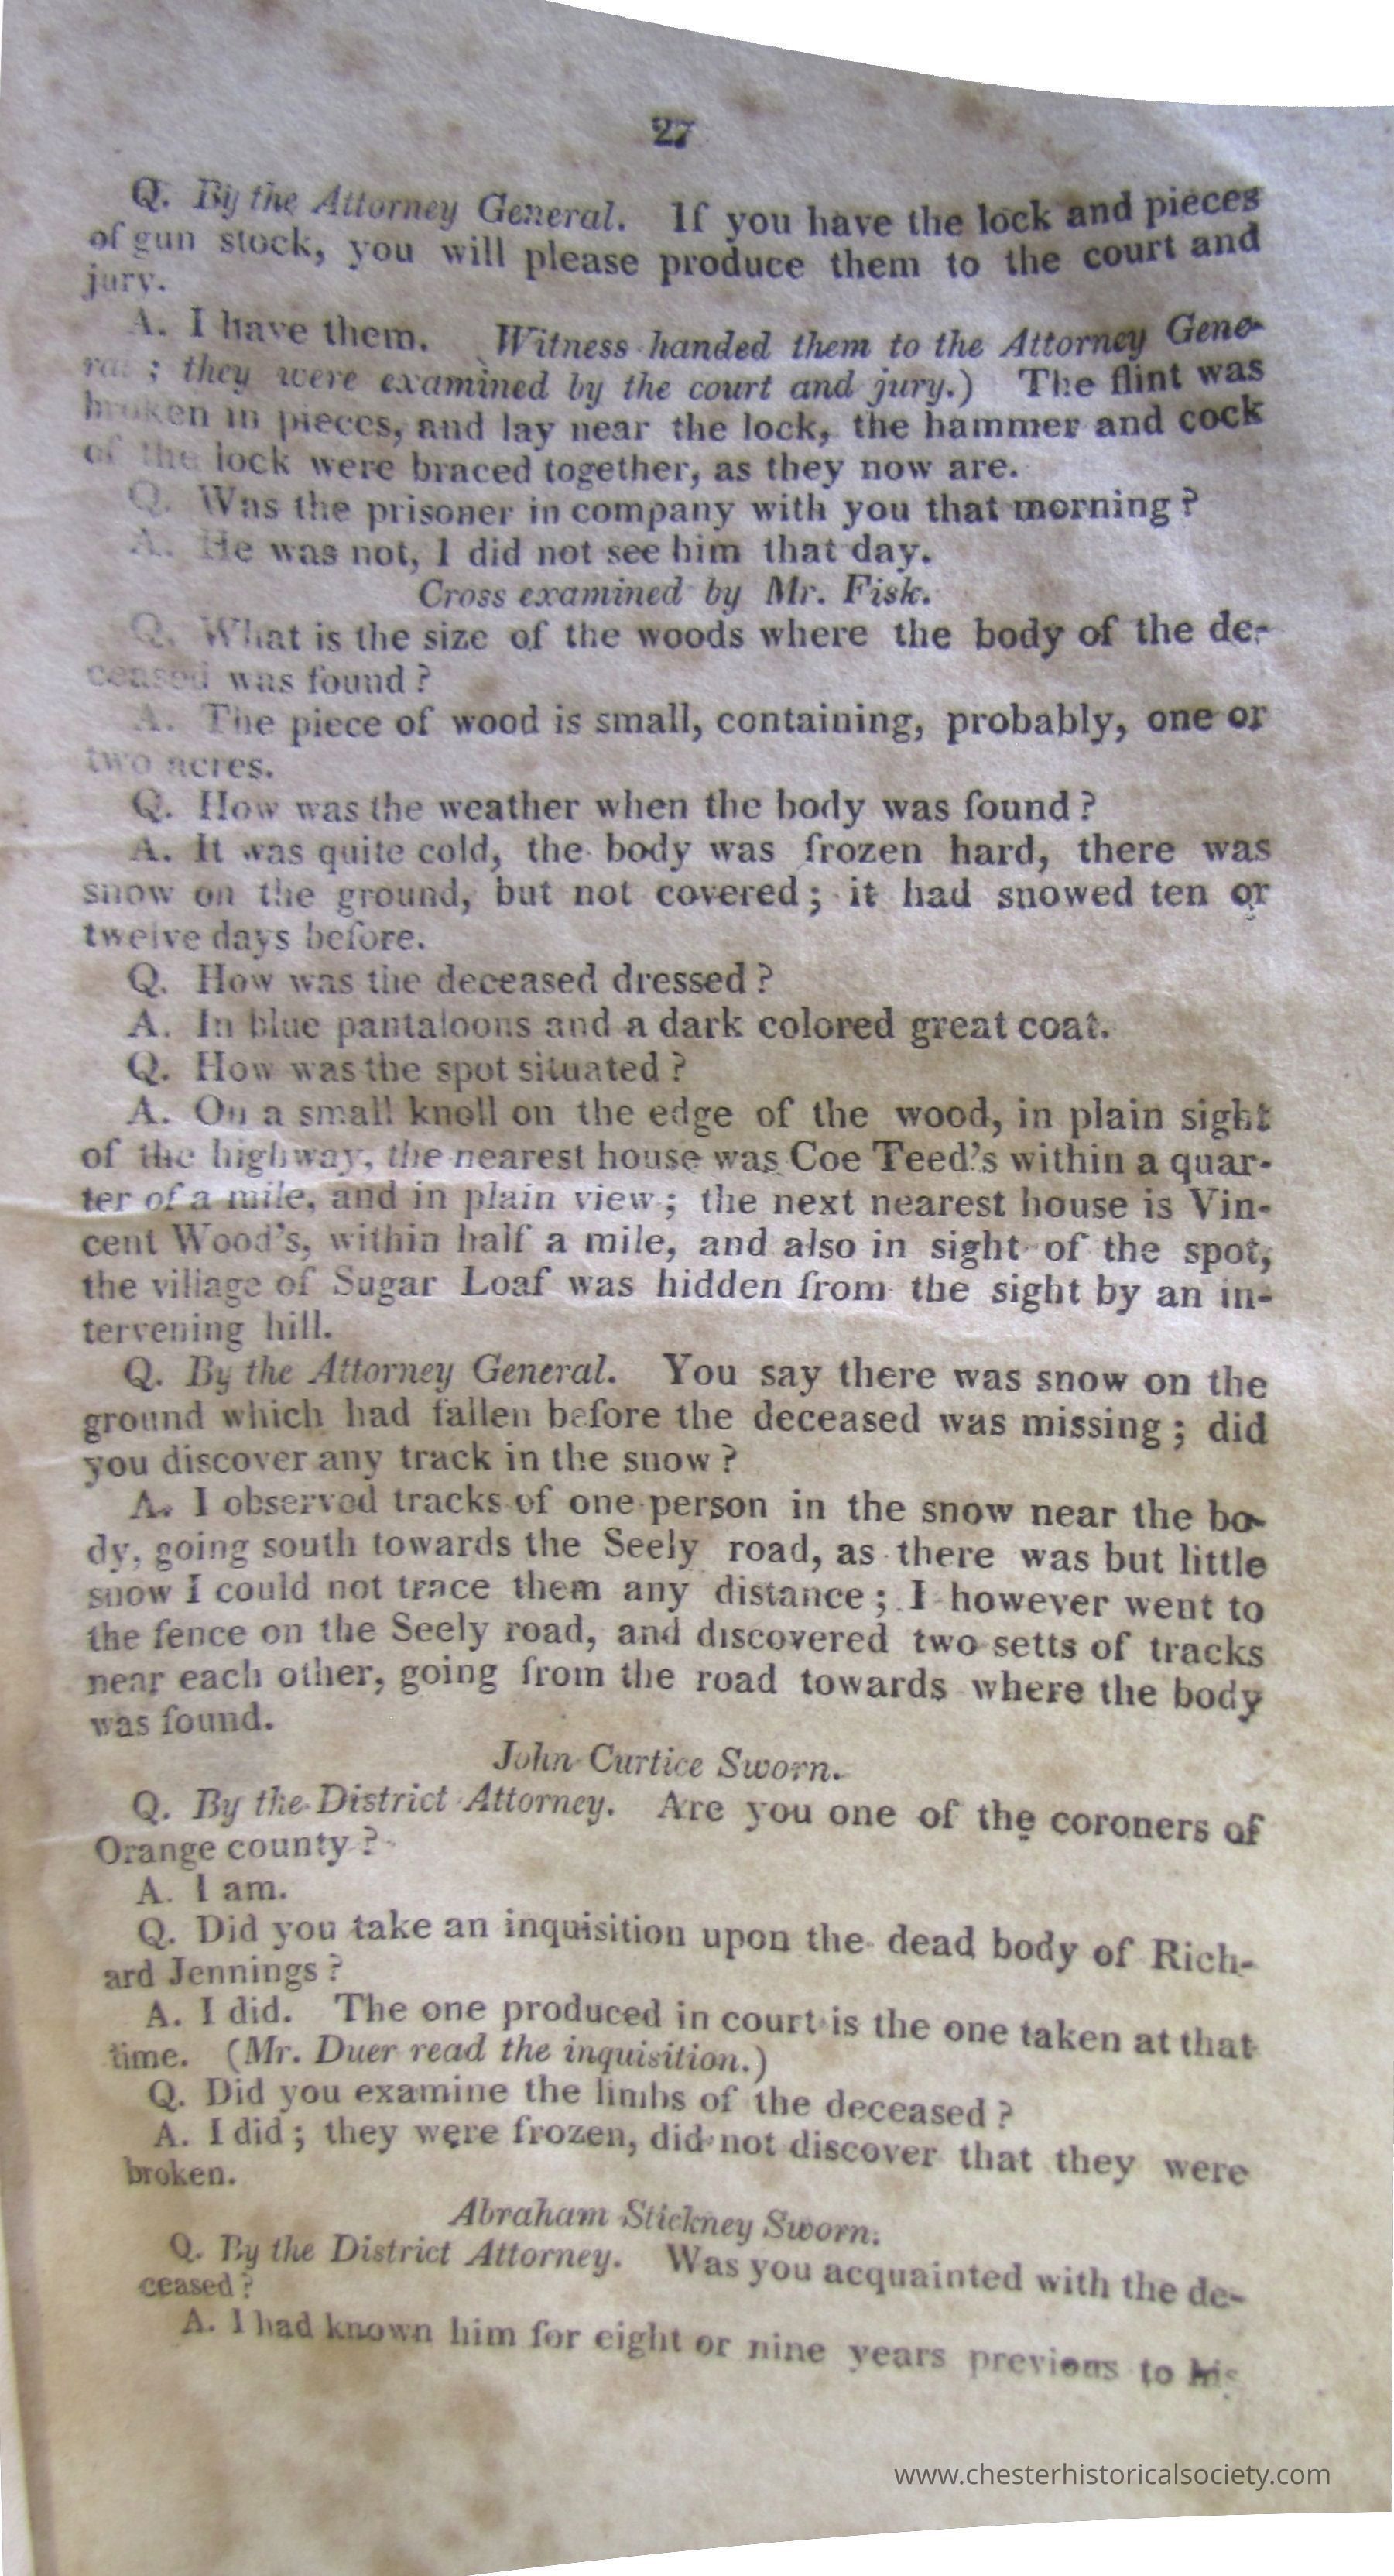 27
Q. By the Attorney General. If you have the lock and pieces
of gun stock, you will please produce them to the court and
jury.
A. I have them. Witness handed them to the Attorney Gene-
ral ; they were examined by the court and jury.) The flint was
broken in pieces, and lay near the lock, the hammer and cock
of the lock were braced together, as they now are.
Q. Was the prisoner in company with you that morning ?
A. He was not, I did not see him that day.
Cross examined by Mr. Fisk.
Q. What is the size of the woods where the body of the de-
ceased was found ?
A. The piece of wood is small, containing, probably, one or
two acres.
Q. How was the weather when the body was found ?
A. It was quite cold, the body was frozen hard, there was
snow on the ground, but not covered ; it had snowed ten or
twelve days before.
Q. How was the deceased dressed ?
A. In blue pantaloons and a dark colored great coat.
Q. How was the spot situated ?
A. On a small knoll on the edge of the wood, in plain sight
of the highway, the nearest house was Coe Teed's within a quar-
ter of a mile, and in plain view ; the next nearest house is Vin-
cent Wood's, within half a mile, and also in sight of the spot,
the village of Sugar Loaf was hidden from the sight by an in-
tervening hill.
Q. By the Attorney General. You say there was snow on the
ground which had fallen before the deceased was missing ; did
you discover any track in the snow ?
A. I observed tracks of one person in the snow near the bo-
dy, going south towards the Seely road, as there was but little
snow I could not trace them any distance ; I however went to
the fence on the Seely road, and discovered two setts of tracks
near each other, going from the road towards where the body
was found.
John Curtice Sworn.
Q. By the District Attorney. Are you one of the coroners of
Orange county ?
A. I am.
Q. Did you take an inquisition upon the dead body of Rich-
ard Jennings ?
A. I did. The one produced in court is the one taken at that
time. (Mr. Duer read the inquisition.)
Q. Did you examine the limbs of the deceased ?
A. I did ; they were frozen, did not discover that they were
broken.
Abraham Stickney Sworn.
Q. By the District Attorney. Was you acquainted with the de-
ceased ?
A. I had known him for eight or nine years previous to his
www.chesterhistoricalsociety.com